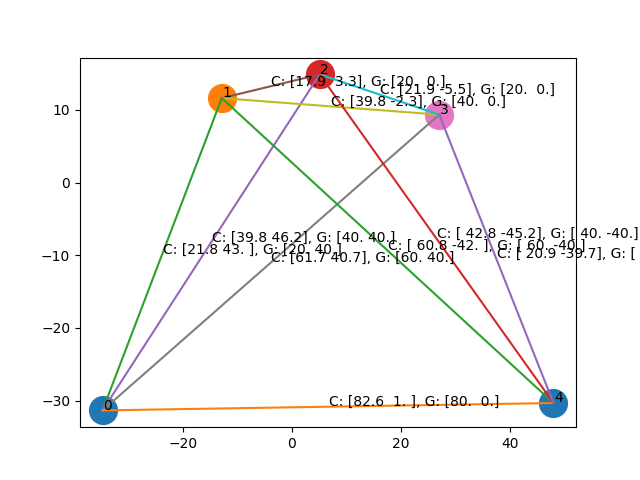 2
C: [17.9 3.3], G: [20. 0.]
C: [21.9 -5.5], G: [20. 0.]
1
C: [39.8 -2.3], G: [40. 0.]
3
10
0
C: [ 42.8 -45.2], G: [ 40. -40.]
C: [39.8 46.2], G: [40. 40.]
C: [ 60.8 -42. ], G: [ 60. -40.]
C: [21.8 43. ], G: [20. 40.]
C: [ 20.9 -39.7], G: [
C: [61.7 40.7], G: [60. 40.]
−10
−20
−30
0
C: [82.6 1. ], G: [80. 0.]
4
−20
0
20
40